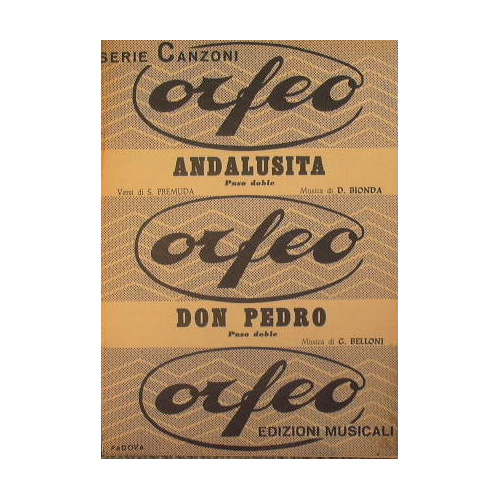 SERIE CANZONI
orfeo
ANDALUSITA
Paso doble
Versi di S. PREMUDA Musica di D. BIONDA
orfeo
DON PEDRO
Paso doble
Musica di G. BELLONI
orfeo
EDIZIONI MUSICALI
PADOVA